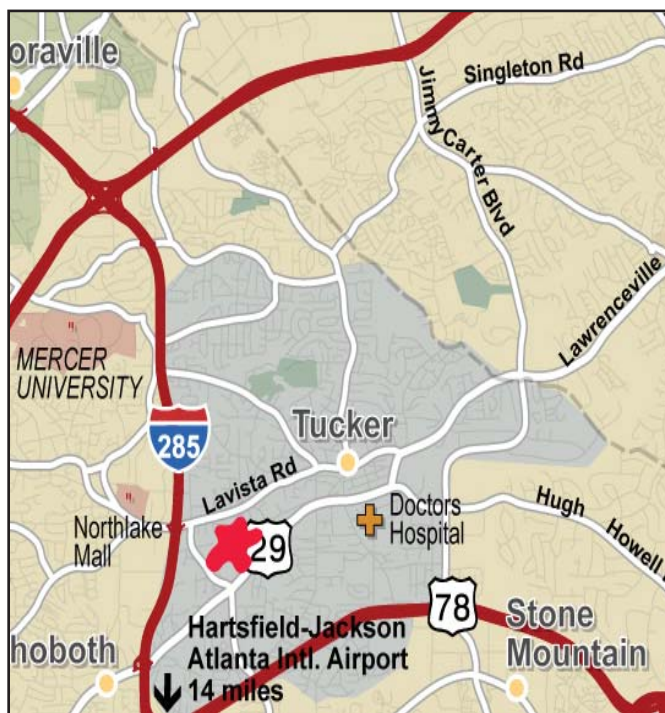 oraville
Singleton Rd
Jimmy Carter Blvd
Lawrenceville
MERCER
UNIVERSITY
285
Tucker
Lavista Rd
Northlake
Mall
29
Doctors
Hospital
Hugh Howell
78
Hartsfield-Jackson
Atlanta Intl. Airport
14 miles
hoboth
Stone
Mountain